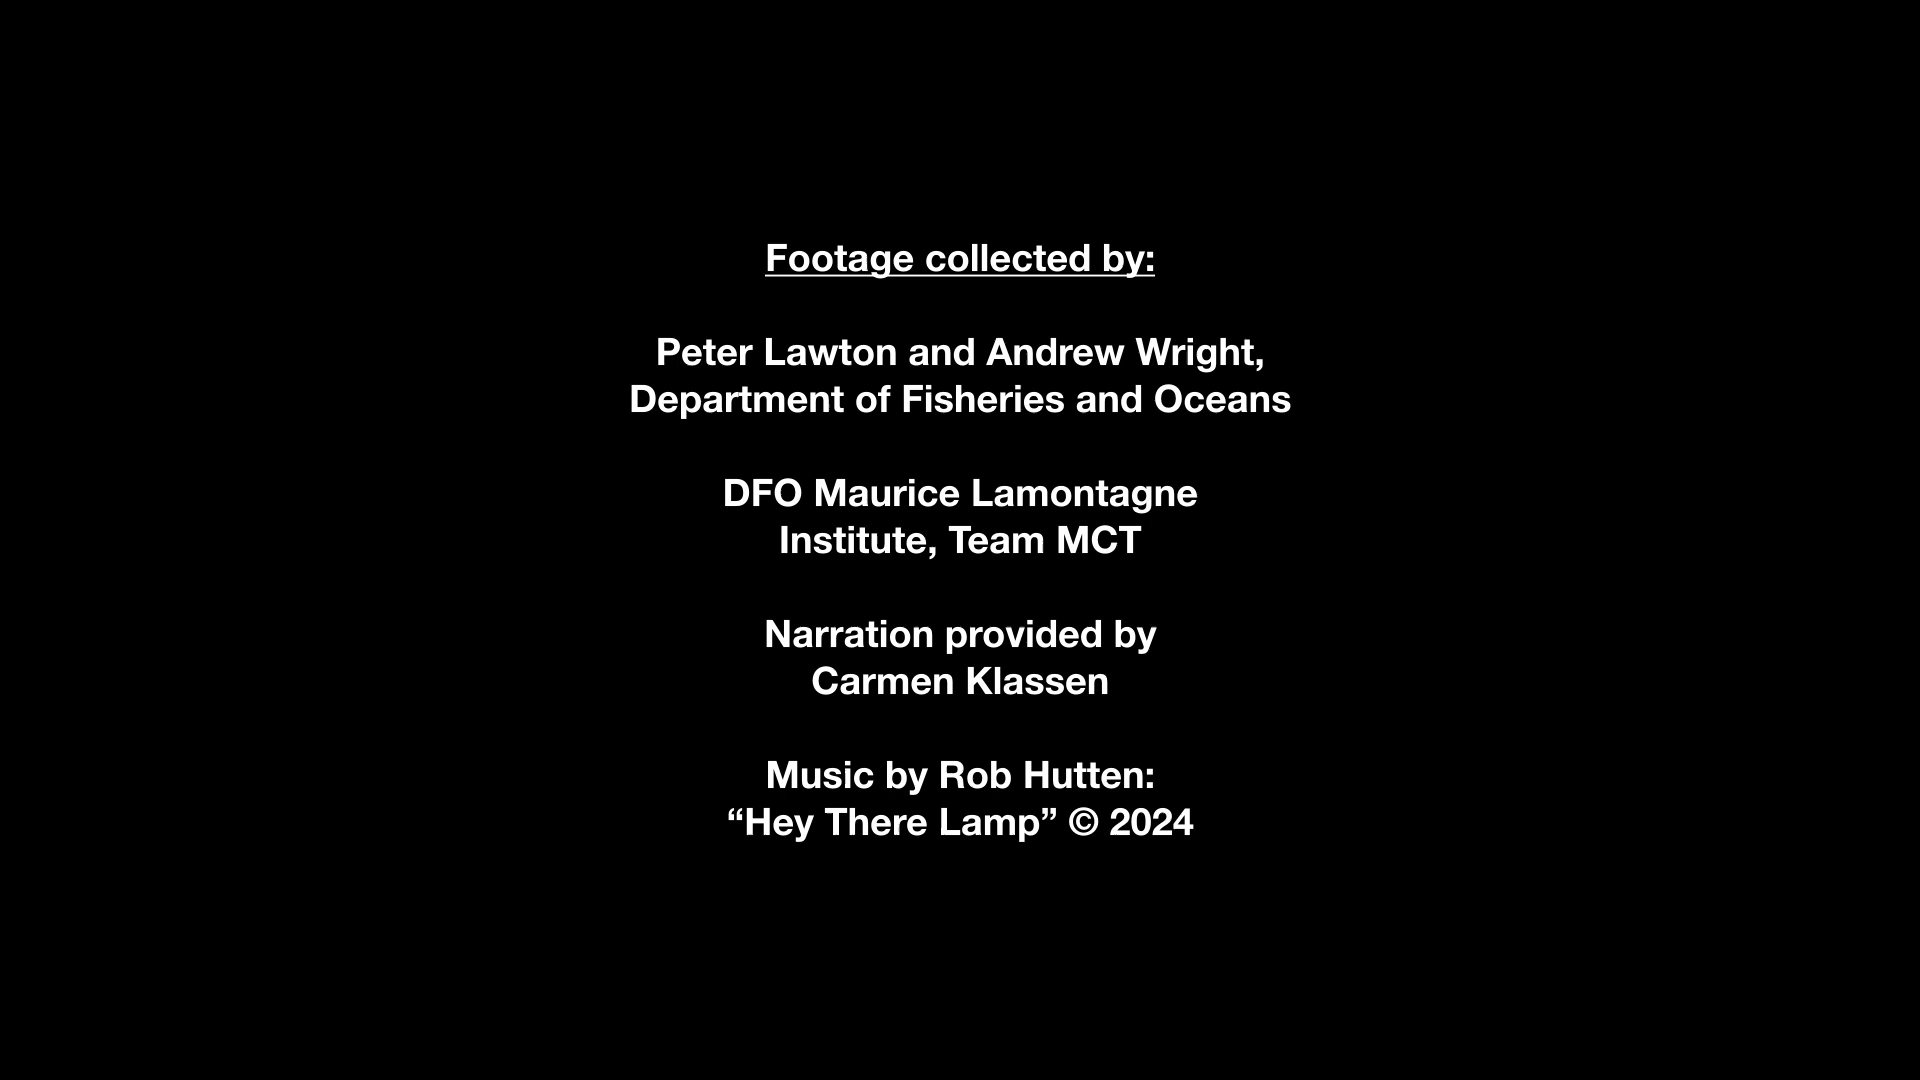 Footage collected by:
Peter Lawton and Andrew Wright,
Department of Fisheries and Oceans
DFO Maurice Lamontagne
Institute, Team MCT
Narration provided by
Carmen Klassen
Music by Rob Hutten:
“Hey There Lamp” © 2024